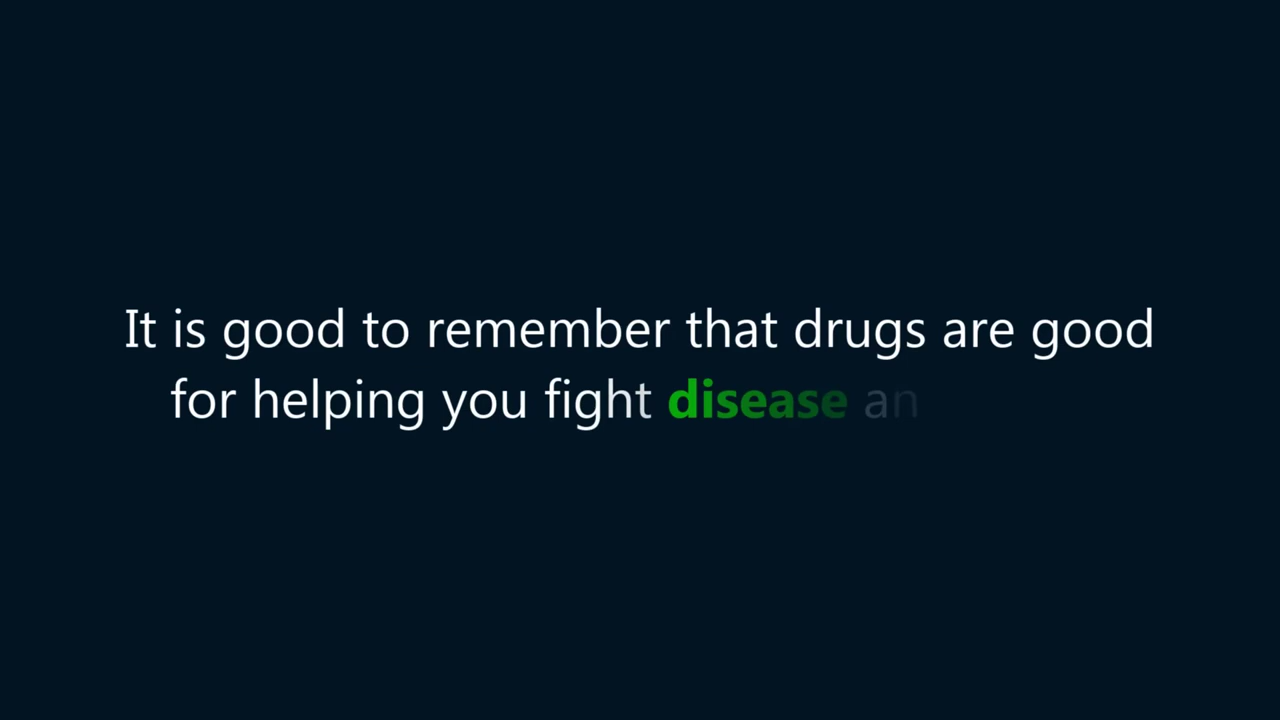 It is good to remember that drugs are good
for helping you fight disease an